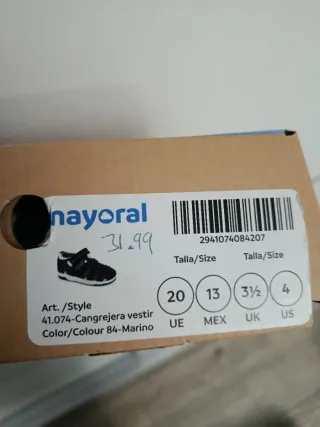 mayoral
31.99
2941074084207
Talla/Size Talla/Size
20 13 3½ 4
UE MEX UK US
Art. /Style
41.074-Cangrejera vestir
Color/Colour 84-Marino